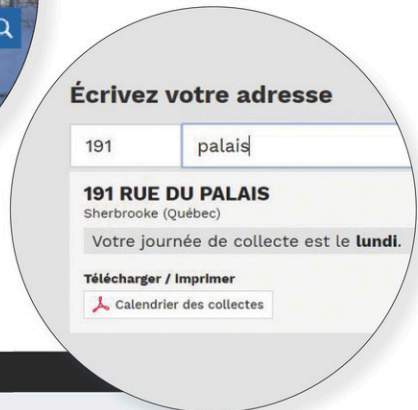 Écrivez votre adresse
191 palais
191 RUE DU PALAIS
Sherbrooke (Québec)
Votre journée de collecte est le lundi.
Télécharger / Imprimer
Calendrier des collectes